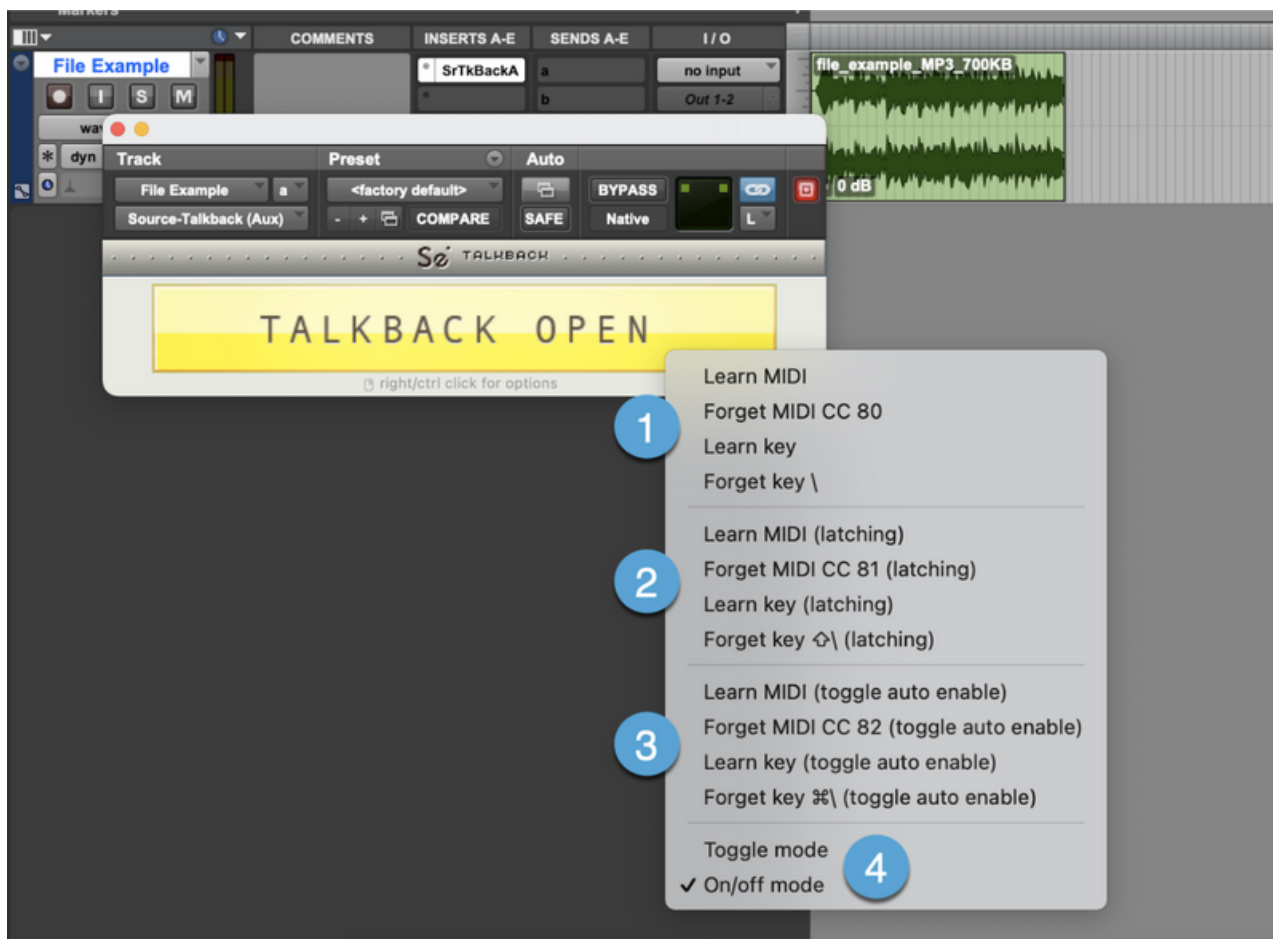 Markers
COMMENTS INSERTS A-E SENDS A-E I / O
File Example SrTkBackA a no input file_example_MP3_700KB
I S M b Out 1-2
dyn Track Preset Auto
File Example a <factory default> BYPASS 0 dB
Source-Talkback (Aux) - + COMPARE SAFE Native L
TALKBACK
TALKBACK OPEN
right/ctrl click for options
1
Learn MIDI
Forget MIDI CC 80
Learn key
Forget key \
2
Learn MIDI (latching)
Forget MIDI CC 81 (latching)
Learn key (latching)
Forget key ⇧\ (latching)
3
Learn MIDI (toggle auto enable)
Forget MIDI CC 82 (toggle auto enable)
Learn key (toggle auto enable)
Forget key ⌘\ (toggle auto enable)
4
Toggle mode
✓ On/off mode